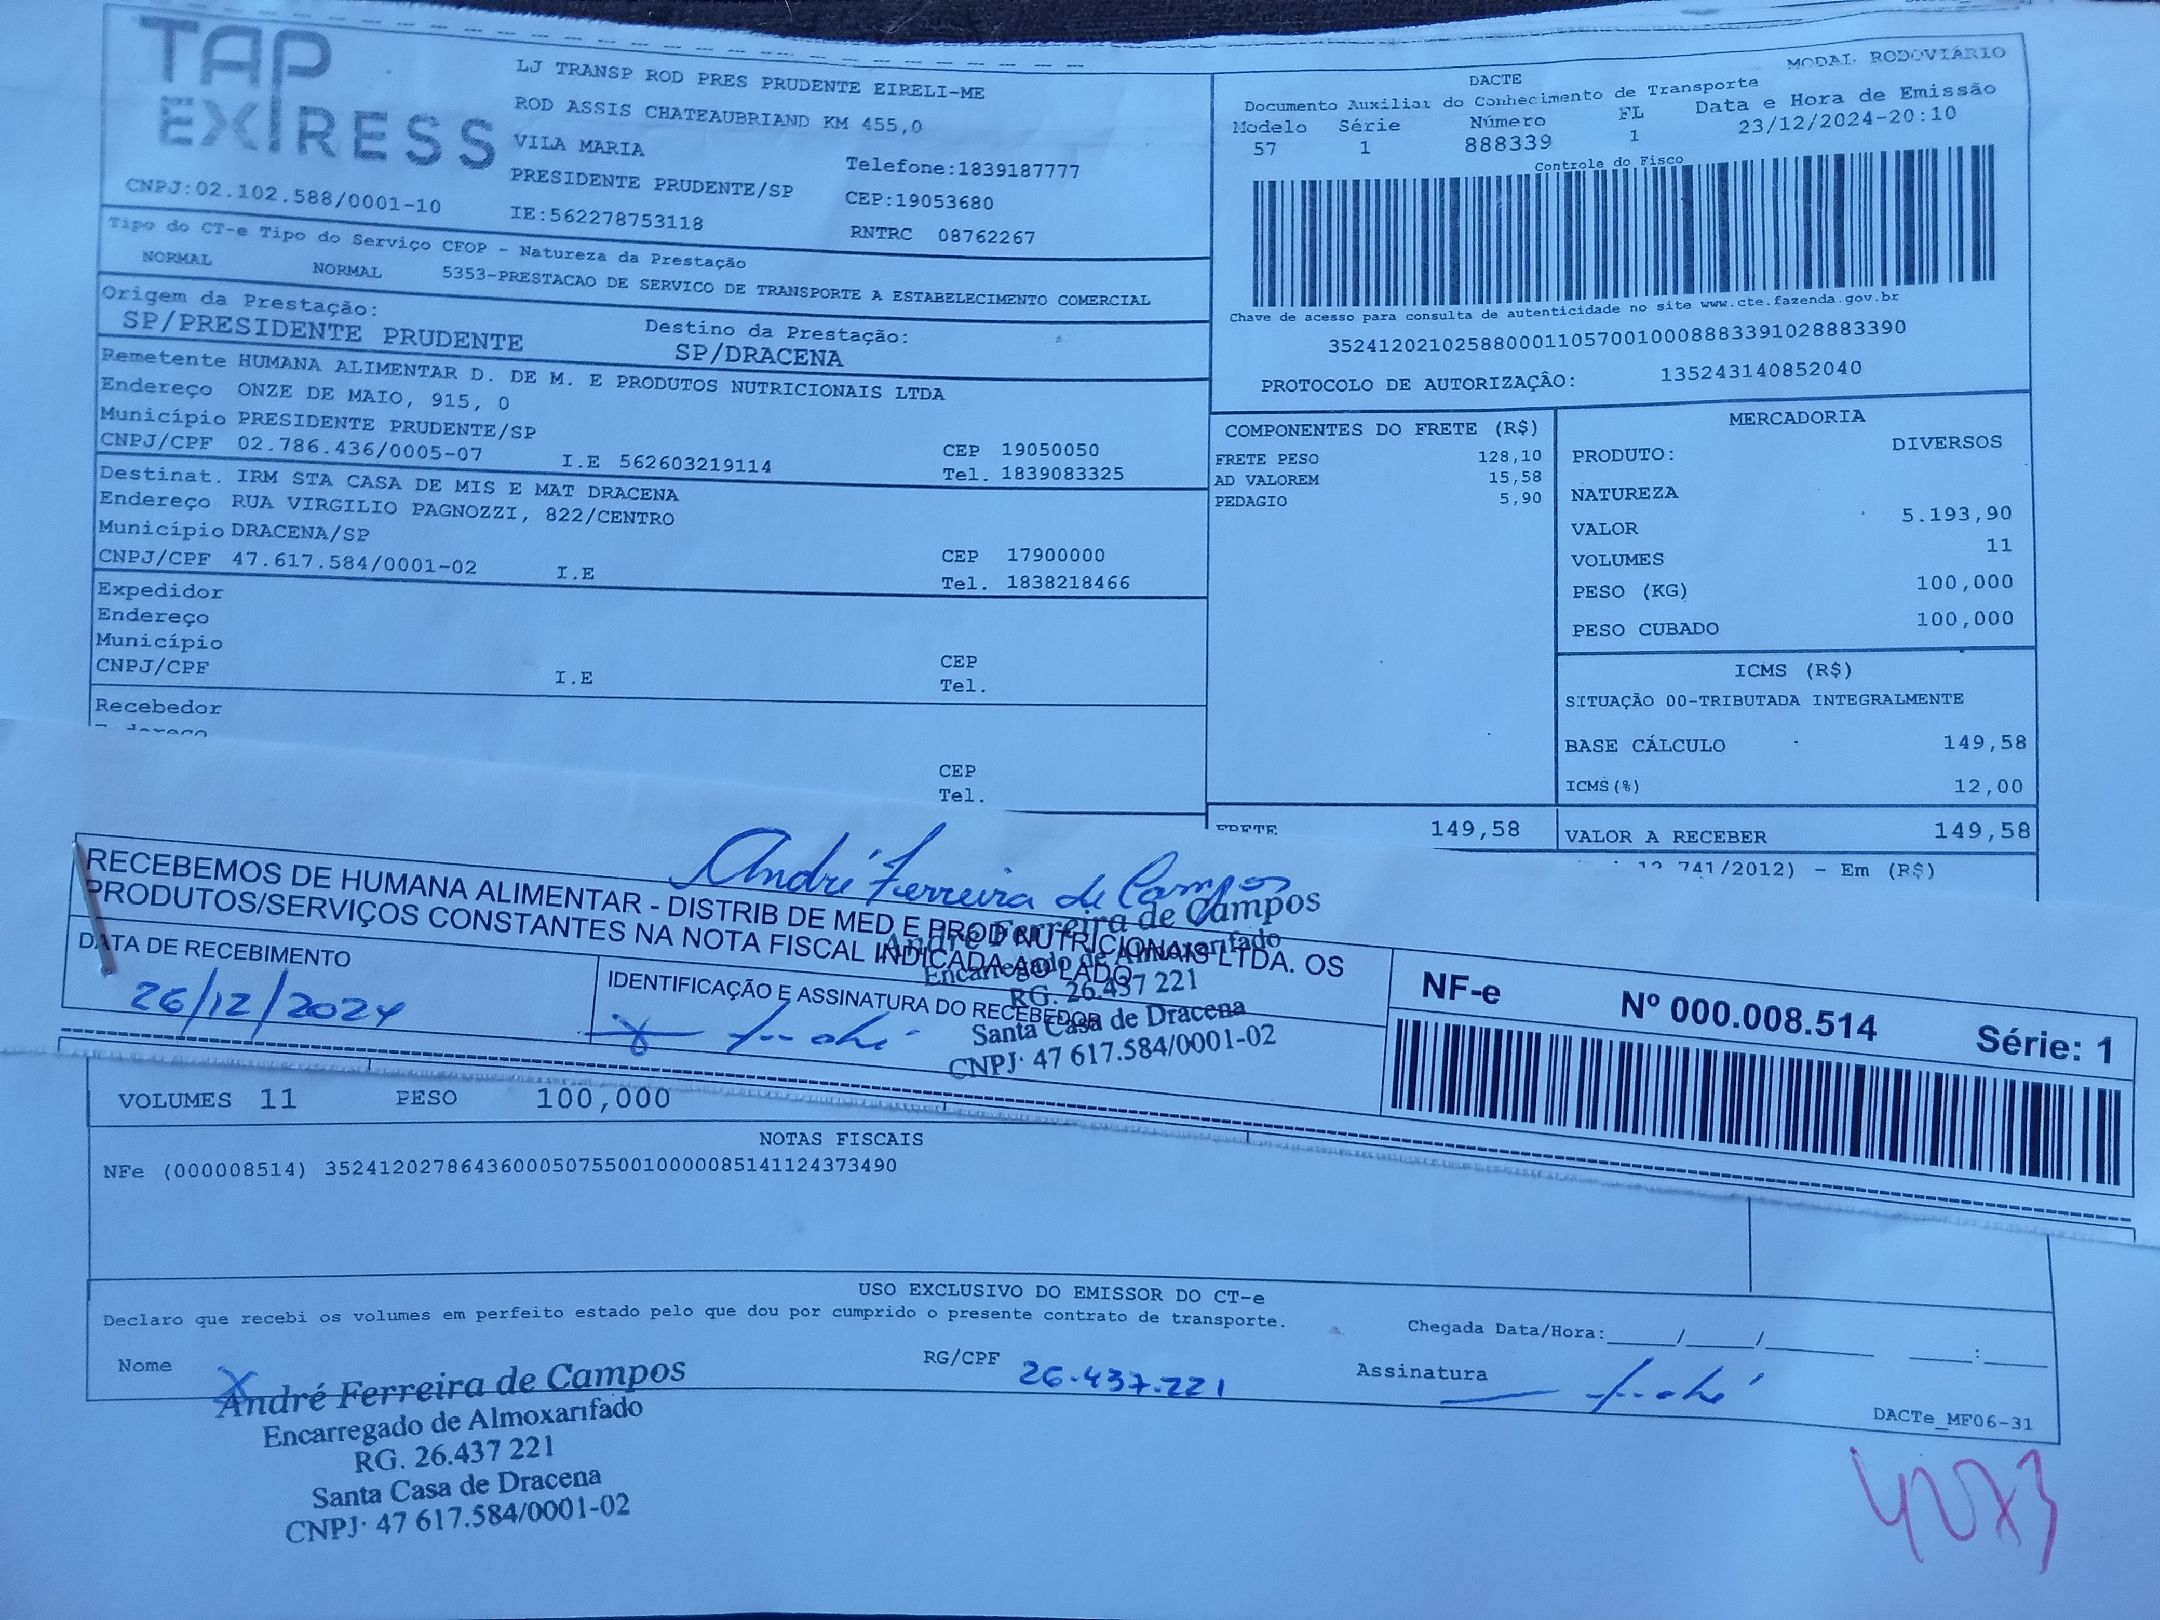 TAP
EXPRESS
CNPJ:02.102.588/0001-10
LJ TRANSP ROD PRES PRUDENTE EIRELI-ME
ROD ASSIS CHATEAUBRIAND KM 455,0
VILA MARIA
Telefone:1839187777
PRESIDENTE PRUDENTE/SP
CEP:19053680
IE:562278753118
RNTRC 08762267
MODAL RODOVIÁRIO
DACTE
Documento Auxiliar do Conhecimento de Transporte
Modelo Série Número FL Data e Hora de Emissão
57 1 888339 1 23/12/2024-20:10
Controle do Fisco
Chave de acesso para consulta de autenticidade no site www.cte.fazenda.gov.br
35241202102588000110570010008883391028883390
PROTOCOLO DE AUTORIZAÇÃO: 135243140852040
Tipo do CT-e Tipo do Serviço CFOP - Natureza da Prestação
NORMAL NORMAL 5353-PRESTACAO DE SERVICO DE TRANSPORTE A ESTABELECIMENTO COMERCIAL
Origem da Prestação: Destino da Prestação:
SP/PRESIDENTE PRUDENTE SP/DRACENA
Remetente HUMANA ALIMENTAR D. DE M. E PRODUTOS NUTRICIONAIS LTDA
Endereço ONZE DE MAIO, 915, 0
Município PRESIDENTE PRUDENTE/SP CEP 19050050
CNPJ/CPF 02.786.436/0005-07 I.E 562603219114 Tel. 1839083325
Destinat. IRM STA CASA DE MIS E MAT DRACENA
Endereço RUA VIRGILIO PAGNOZZI, 822/CENTRO
Município DRACENA/SP CEP 17900000
CNPJ/CPF 47.617.584/0001-02 I.E Tel. 1838218466
Expedidor
Endereço
Município CEP
CNPJ/CPF I.E Tel.
Recebedor
Endereço
CEP
Tel.
COMPONENTES DO FRETE (R$)
FRETE PESO 128,10
AD VALOREM 15,58
PEDAGIO 5,90
FRETE 149,58
MERCADORIA
PRODUTO: DIVERSOS
NATUREZA
VALOR 5.193,90
VOLUMES 11
PESO (KG) 100,000
PESO CUBADO 100,000
ICMS (R$)
SITUAÇÃO 00-TRIBUTADA INTEGRALMENTE
BASE CÁLCULO 149,58
ICMS(%) 12,00
VALOR A RECEBER 149,58
12 741/2012) - Em (R$)
André Ferreira de Campos
RECEBEMOS DE HUMANA ALIMENTAR - DISTRIB DE MED E PROD NUTRICIONAIS LTDA. OS
PRODUTOS/SERVIÇOS CONSTANTES NA NOTA FISCAL INDICADA AO LADO
DATA DE RECEBIMENTO
26/12/2024
IDENTIFICAÇÃO E ASSINATURA DO RECEBEDOR
André Ferreira de Campos
Encarregado de Almoxarifado
RG. 26.437 221
Santa Casa de Dracena
CNPJ· 47 617.584/0001-02
NF-e Nº 000.008.514 Série: 1
VOLUMES 11 PESO 100,000
NOTAS FISCAIS
NFe (000008514) 35241202786436000507550010000085141124373490
USO EXCLUSIVO DO EMISSOR DO CT-e
Declaro que recebi os volumes em perfeito estado pelo que dou por cumprido o presente contrato de transporte.
Chegada Data/Hora:_____/_____/________ ____:____
Nome RG/CPF 26.437.221 Assinatura
André Ferreira de Campos
Encarregado de Almoxarifado
RG. 26.437 221
Santa Casa de Dracena
CNPJ· 47 617.584/0001-02
DACTe_MF06-31